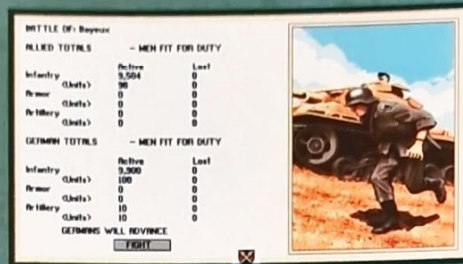 BATTLE OF: Bayeux
ALLIED TOTALS - MEN FIT FOR DUTY
Active Lost
Infantry 9,504 0
(Units) 98 0
Armor 0 0
(Units) 0 0
Artillery 0 0
(Units) 0 0
GERMAN TOTALS - MEN FIT FOR DUTY
Active Lost
Infantry 9,900 0
(Units) 100 0
Armor 0 0
(Units) 0 0
Artillery 10 0
(Units) 10 0
GERMANS WILL ADVANCE
FIGHT